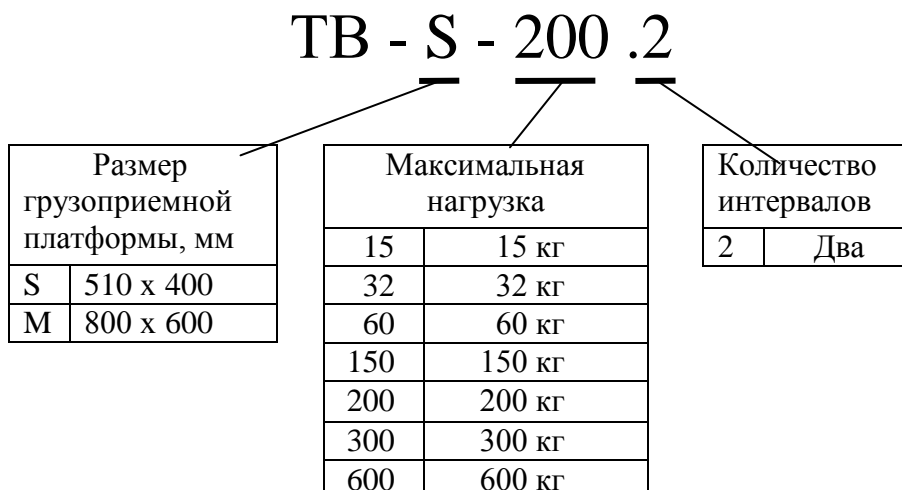 ТВ - S - 200 .2
Размер
грузоприемной
платформы, мм
S 510 х 400
М 800 х 600
Максимальная
нагрузка
15 15 кг
32 32 кг
60 60 кг
150 150 кг
200 200 кг
300 300 кг
600 600 кг
Количество
интервалов
2 Два